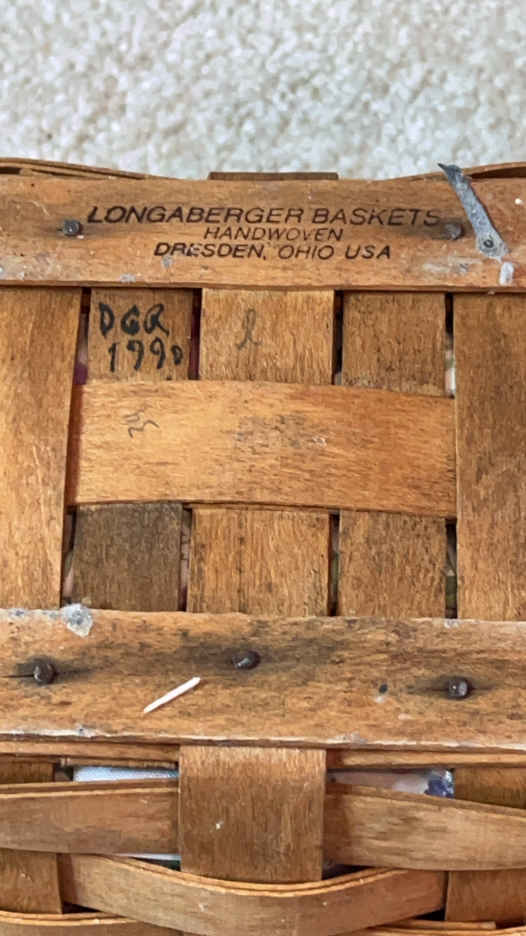 LONGABERGER BASKETS
HANDWOVEN
DRESDEN, OHIO USA
DGR
1990